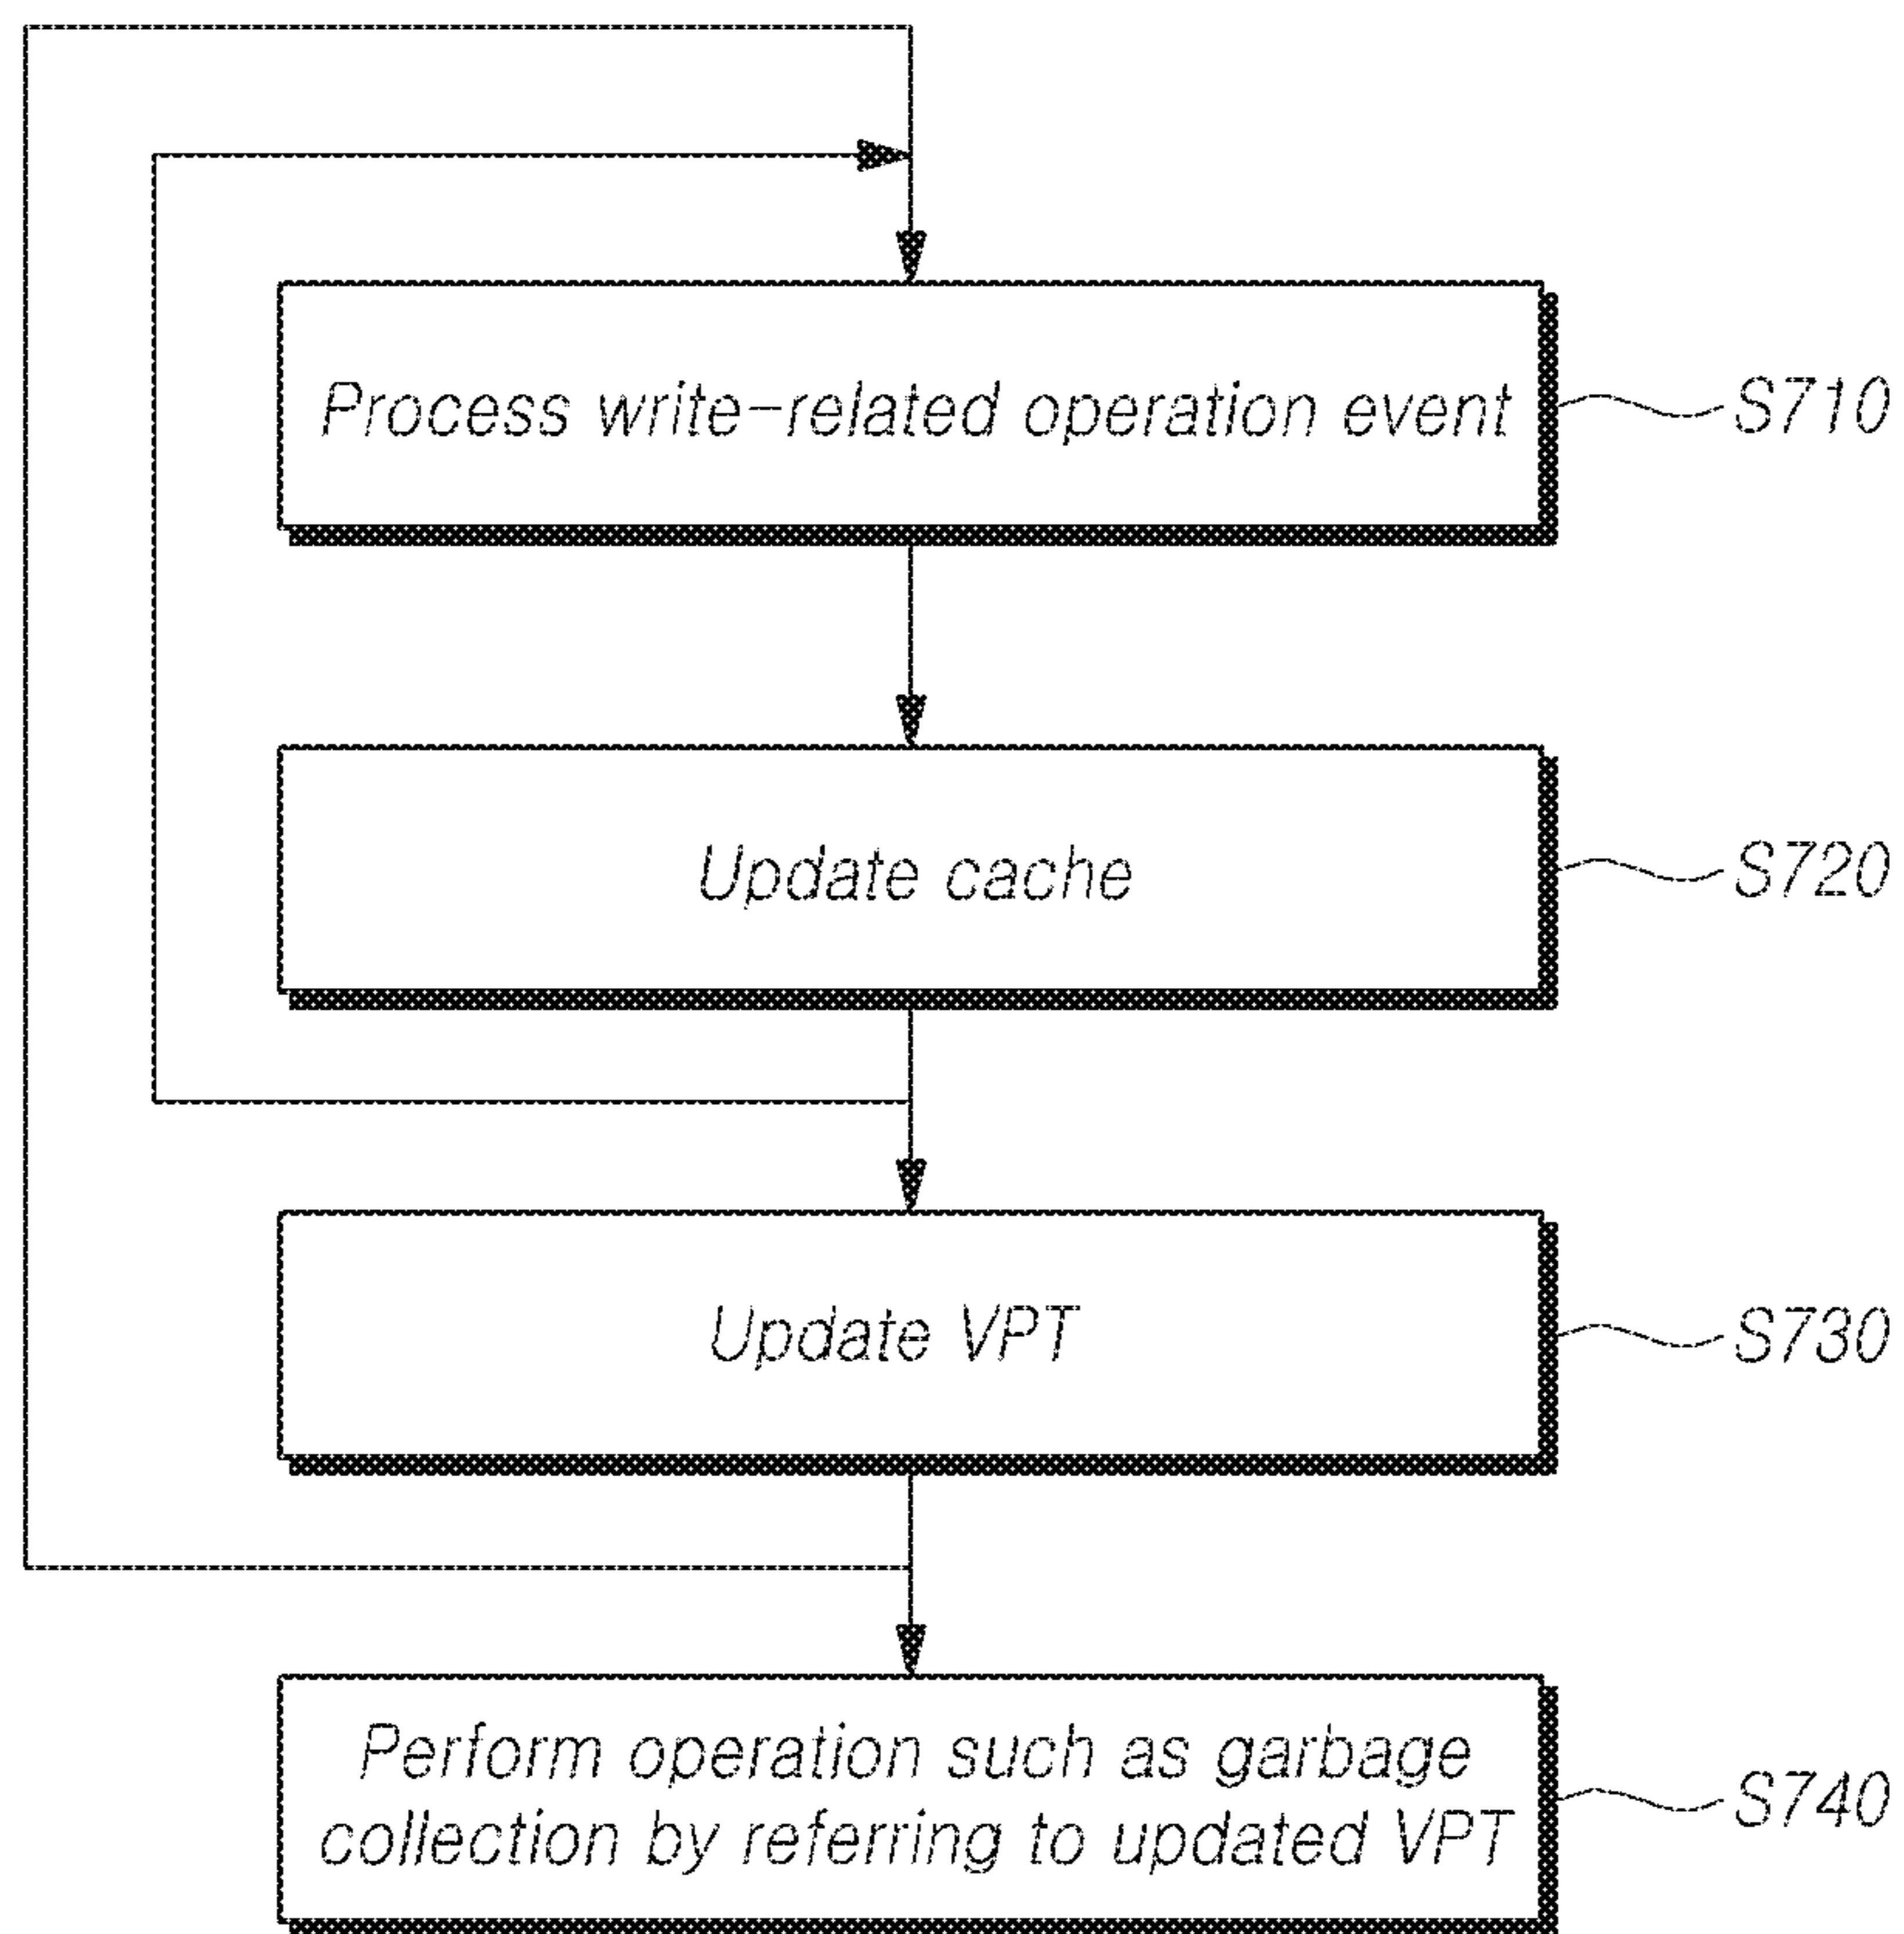 Process write-related operation event
S710
Update cache
S720
Update VPT
S730
Perform operation such as garbage
collection by referring to updated VPT
S740